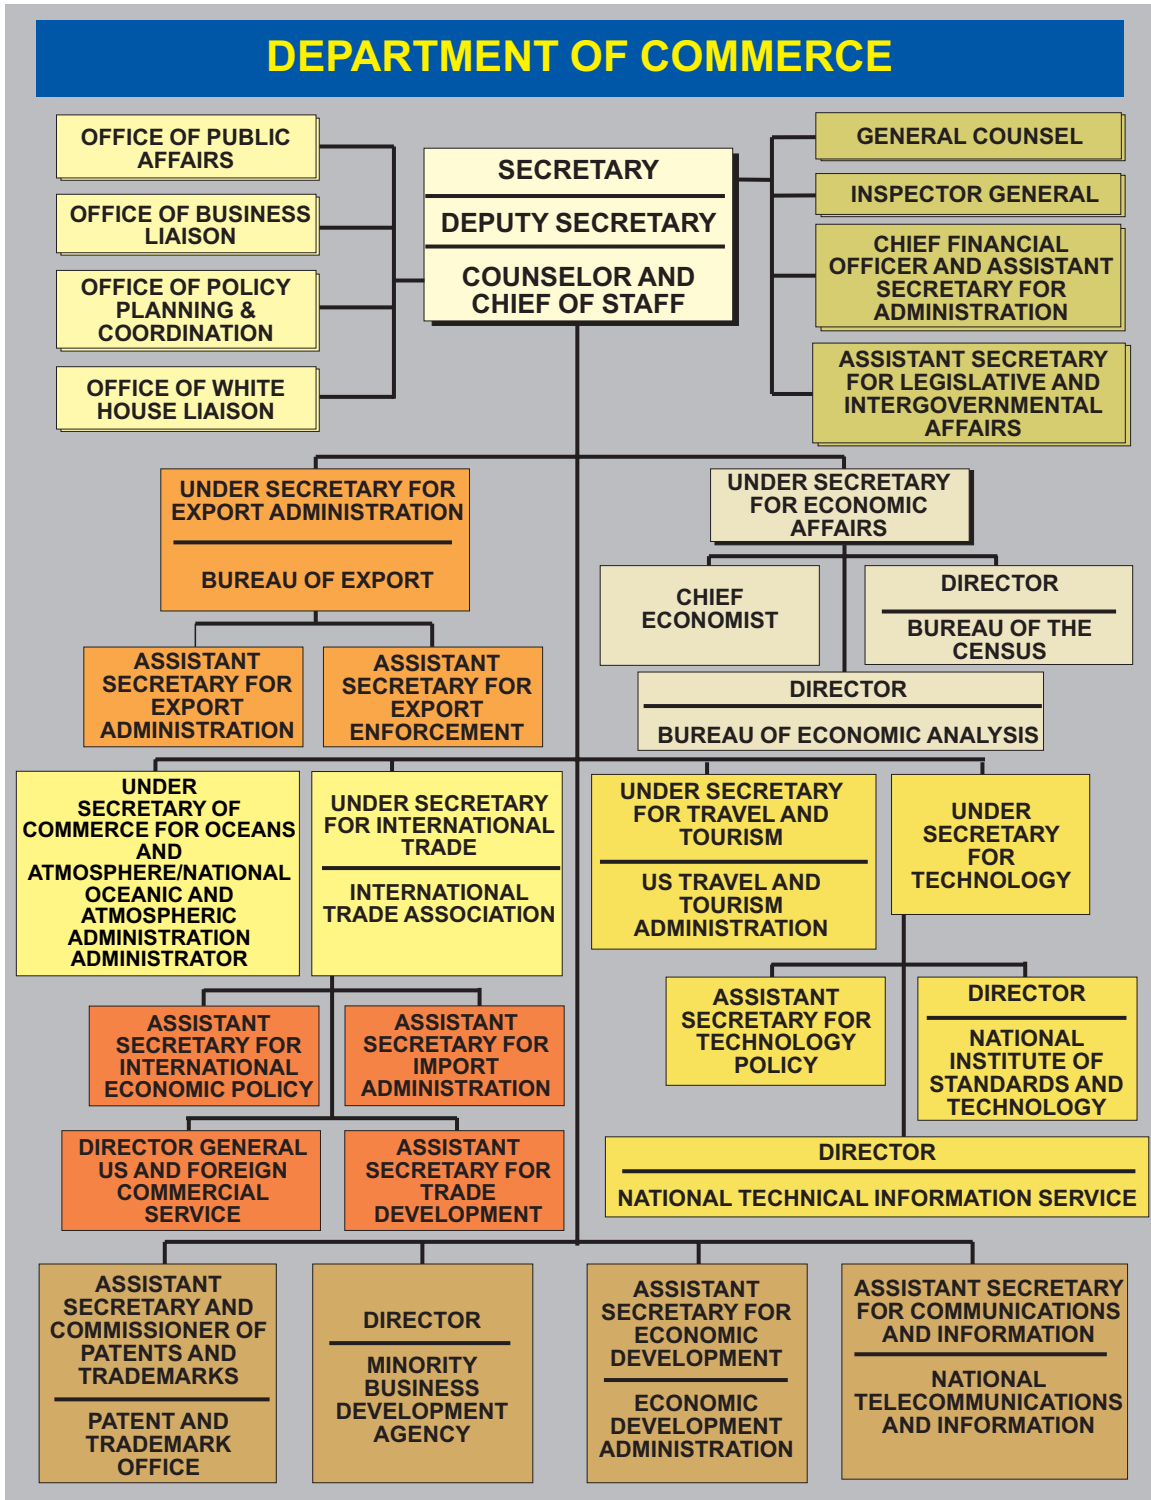 DEPARTMENT OF COMMERCE
OFFICE OF PUBLIC
AFFAIRS
OFFICE OF BUSINESS
LIAISON
OFFICE OF POLICY
PLANNING &
COORDINATION
OFFICE OF WHITE
HOUSE LIAISON
SECRETARY
DEPUTY SECRETARY
COUNSELOR AND
CHIEF OF STAFF
GENERAL COUNSEL
INSPECTOR GENERAL
CHIEF FINANCIAL
OFFICER AND ASSISTANT
SECRETARY FOR
ADMINISTRATION
ASSISTANT SECRETARY
FOR LEGISLATIVE AND
INTERGOVERNMENTAL
AFFAIRS
UNDER SECRETARY FOR
EXPORT ADMINISTRATION
BUREAU OF EXPORT
ASSISTANT
SECRETARY FOR
EXPORT
ADMINISTRATION
ASSISTANT
SECRETARY FOR
EXPORT
ENFORCEMENT
UNDER SECRETARY
FOR ECONOMIC
AFFAIRS
CHIEF
ECONOMIST
DIRECTOR
BUREAU OF THE
CENSUS
DIRECTOR
BUREAU OF ECONOMIC ANALYSIS
UNDER
SECRETARY OF
COMMERCE FOR OCEANS
AND
ATMOSPHERE/NATIONAL
OCEANIC AND
ATMOSPHERIC
ADMINISTRATION
ADMINISTRATOR
UNDER SECRETARY
FOR INTERNATIONAL
TRADE
INTERNATIONAL
TRADE ASSOCIATION
UNDER SECRETARY
FOR TRAVEL AND
TOURISM
US TRAVEL AND
TOURISM
ADMINISTRATION
UNDER
SECRETARY
FOR
TECHNOLOGY
ASSISTANT
SECRETARY FOR
INTERNATIONAL
ECONOMIC POLICY
ASSISTANT
SECRETARY FOR
IMPORT
ADMINISTRATION
DIRECTOR GENERAL
US AND FOREIGN
COMMERCIAL
SERVICE
ASSISTANT
SECRETARY FOR
TRADE
DEVELOPMENT
ASSISTANT
SECRETARY FOR
TECHNOLOGY
POLICY
DIRECTOR
NATIONAL
INSTITUTE OF
STANDARDS AND
TECHNOLOGY
DIRECTOR
NATIONAL TECHNICAL INFORMATION SERVICE
ASSISTANT
SECRETARY AND
COMMISSIONER OF
PATENTS AND
TRADEMARKS
PATENT AND
TRADEMARK
OFFICE
DIRECTOR
MINORITY
BUSINESS
DEVELOPMENT
AGENCY
ASSISTANT
SECRETARY FOR
ECONOMIC
DEVELOPMENT
ECONOMIC
DEVELOPMENT
ADMINISTRATION
ASSISTANT SECRETARY
FOR COMMUNICATIONS
AND INFORMATION
NATIONAL
TELECOMMUNICATIONS
AND INFORMATION